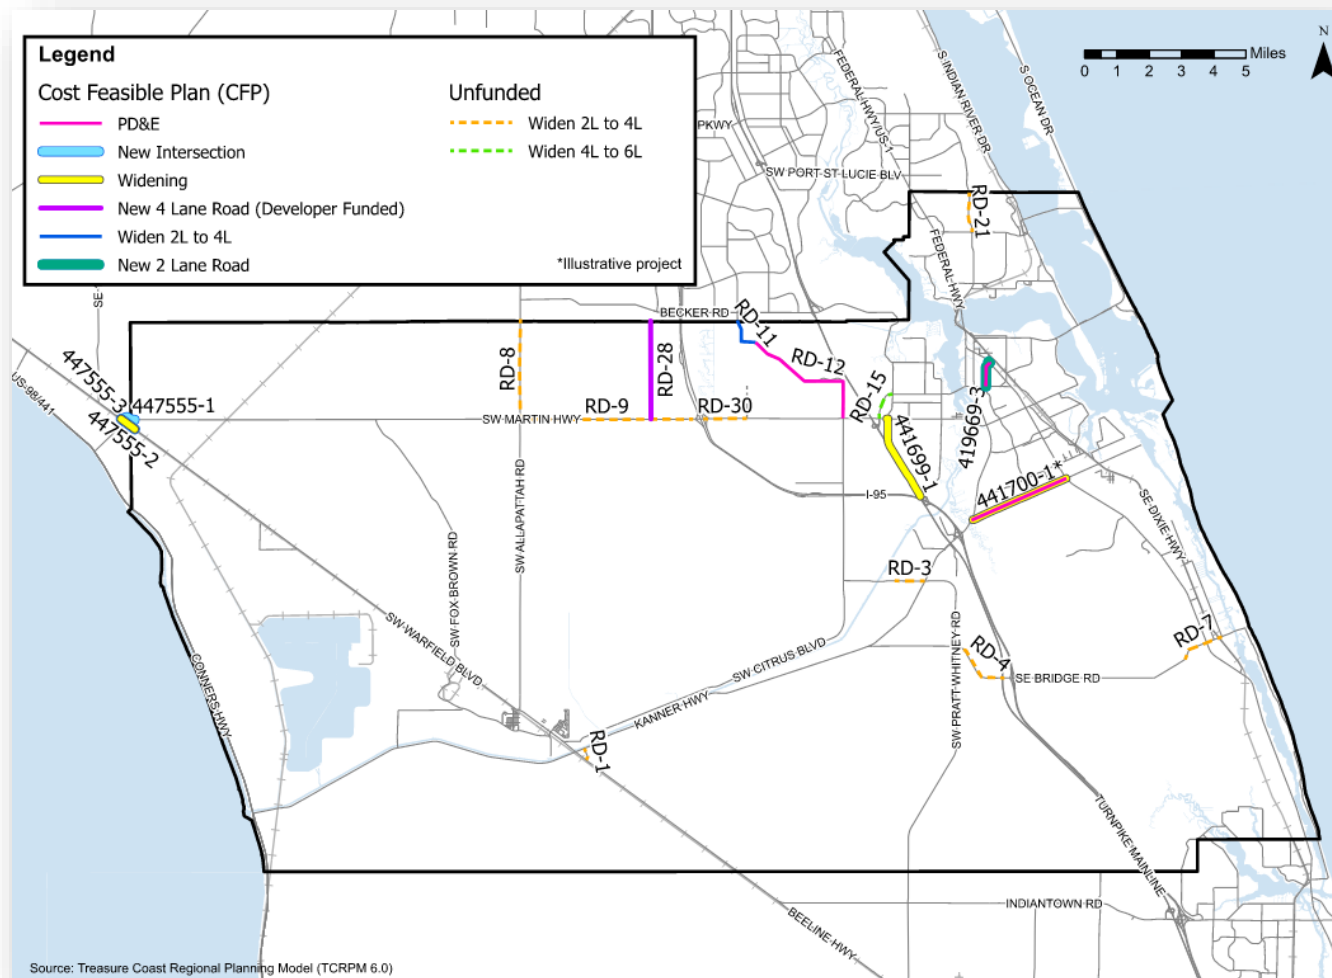 Legend
Cost Feasible Plan (CFP)
PD&E
New Intersection
Widening
New 4 Lane Road (Developer Funded)
Widen 2L to 4L
New 2 Lane Road
Unfunded
Widen 2L to 4L
Widen 4L to 6L
*Illustrative project
N
0 1 2 3 4 5 Miles
FEDERAL HWY/US-1
S INDIAN RIVER DR
S OCEAN DR
PKWY
SW PORT ST LUCIE BLV
RD-21
FEDERAL HWY
SE
BECKER RD
RD-11
RD-12
RD-8
RD-28
RD-15
447555-3
447555-1
447555-2
US-98/441
SW MARTIN HWY
RD-9
RD-30
419669-3
441699-1
441700-1*
I-95
SE DIXIE HWY
SW ALLAPATTAH RD
SW FOX BROWN RD
RD-3
SW WARFIELD BLVD
SW CITRUS BLVD
KANNER HWY
SW PRATT WHITNEY RD
RD-4
SE BRIDGE RD
RD-7
CONNERS HWY
RD-1
TURNPIKE MAINLINE
INDIANTOWN RD
BEELINE HWY
Source: Treasure Coast Regional Planning Model (TCRPM 6.0)